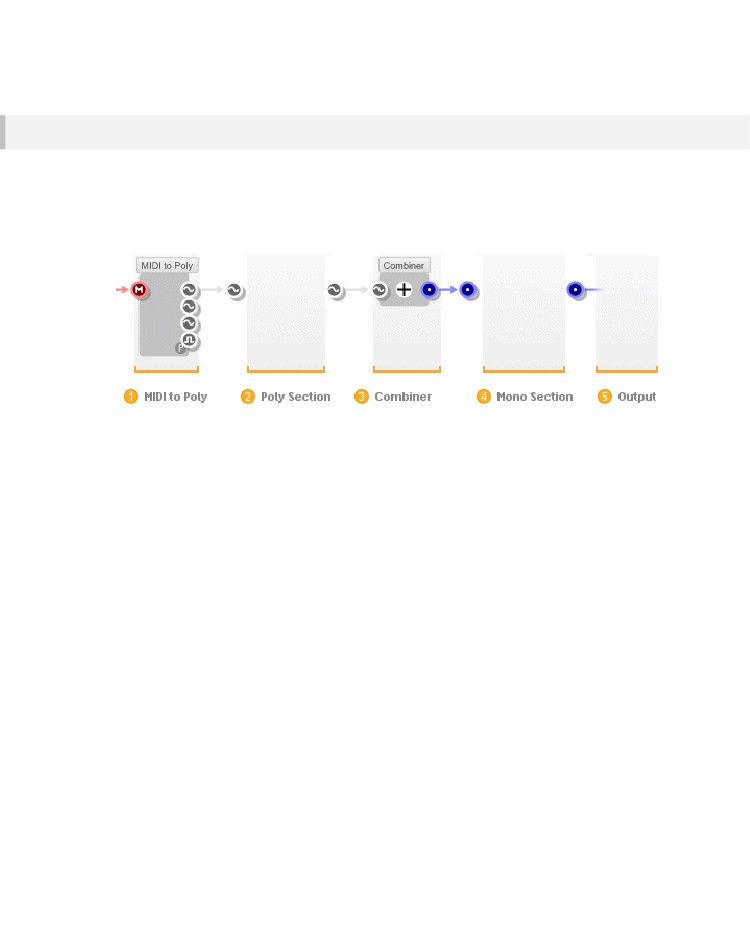 MIDI to Poly
Combiner
M
P
1 MIDI to Poly
2 Poly Section
3 Combiner
4 Mono Section
5 Output